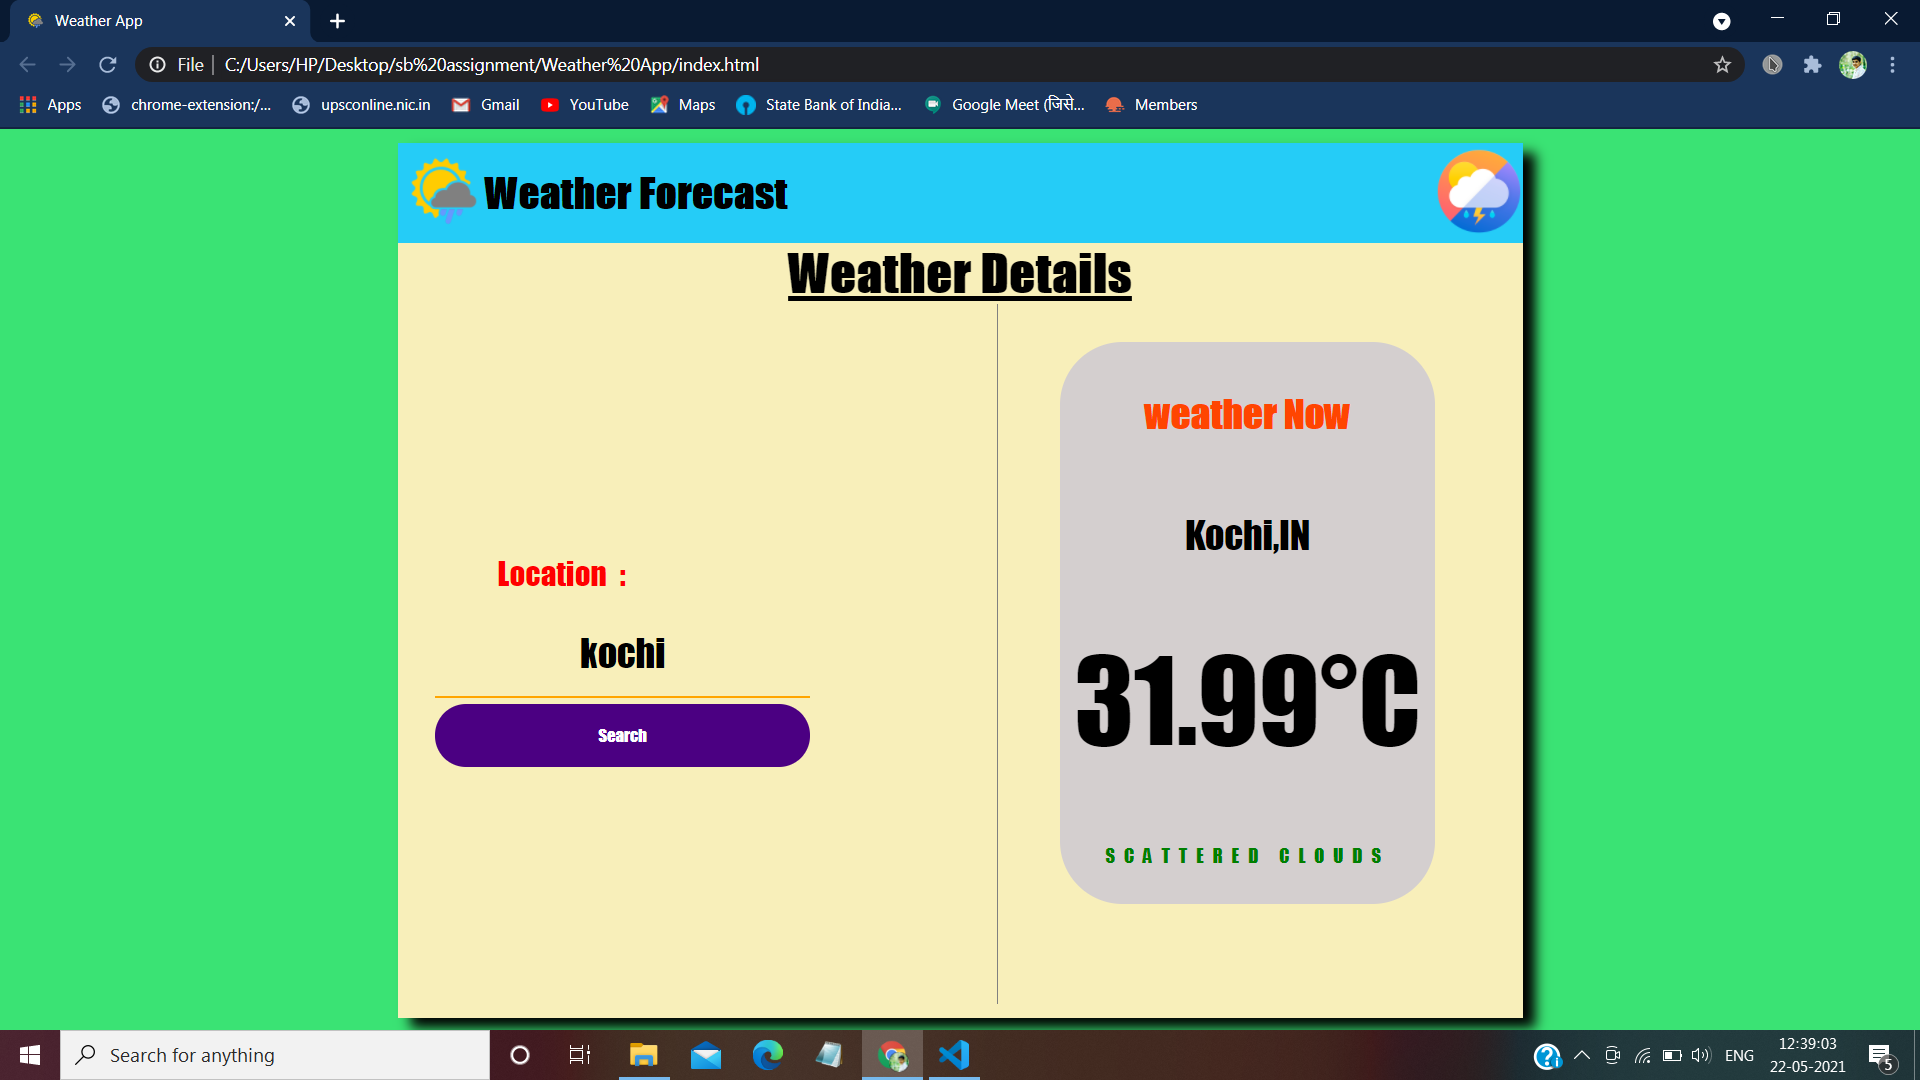 Weather App
File
C:/Users/HP/Desktop/sb%20assignment/Weather%20App/index.html
Apps
chrome-extension:/...
upsconline.nic.in
Gmail
YouTube
Maps
State Bank of India...
Google Meet (जिसे...
Members
Weather Forecast
Weather Details
Location :
kochi
Search
weather Now
Kochi,IN
31.99°C
SCATTERED CLOUDS
Search for anything
ENG
12:39:03
22-05-2021
5